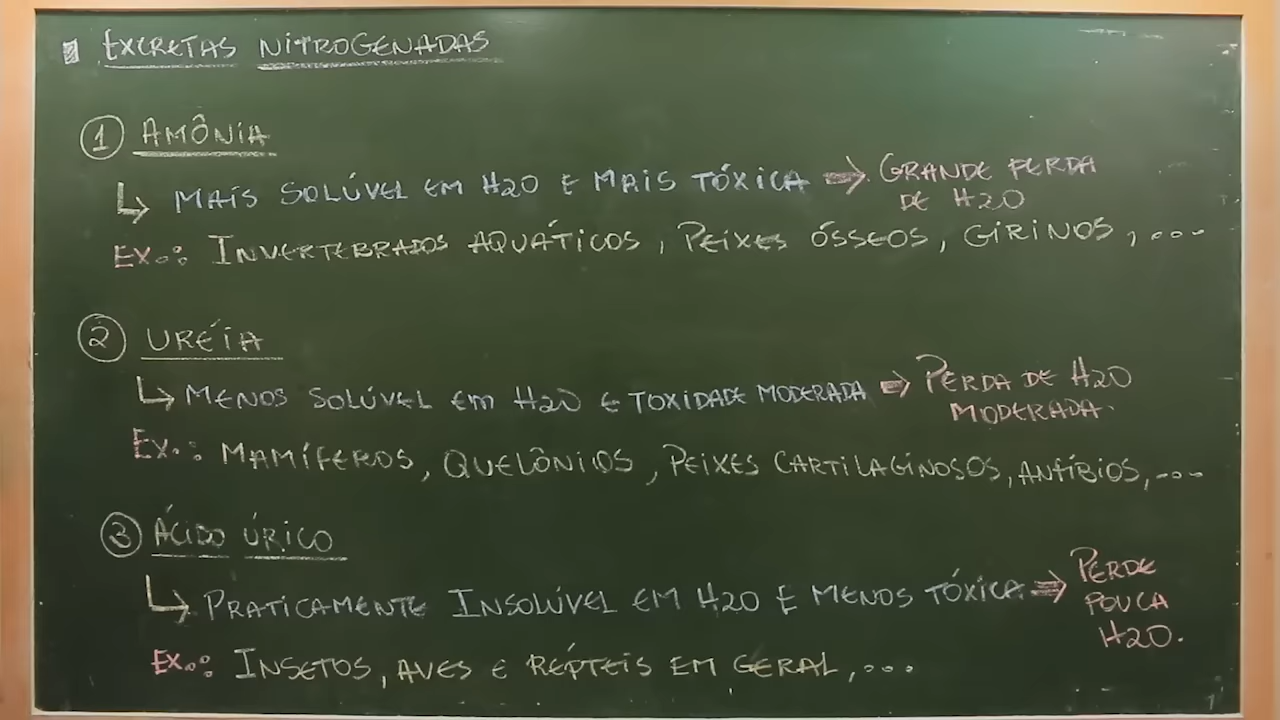 EXCRETAS NITROGENADAS
1 AMÔNIA
MAIS SOLÚVEL EM H2O E MAIS TÓXICA ⇒ GRANDE PERDA
DE H2O
EX.: INVERTEBRADOS AQUÁTICOS, PEIXES ÓSSEOS, GIRINOS, ...
2 URÉIA
↳ MENOS SOLÚVEL EM H2O E TOXIDADE MODERADA ⇒ PERDA DE H2O
MODERADA.
EX.: MAMÍFEROS, QUELÔNIOS, PEIXES CARTILAGINOSOS, ANFÍBIOS, ...
3 ÁCIDO ÚRICO
↳ PRATICAMENTE INSOLÚVEL EM H2O E MENOS TÓXICA ⇒ PERDE
POUCA
H2O.
EX.: INSETOS, AVES E RÉPTEIS EM GERAL, ...